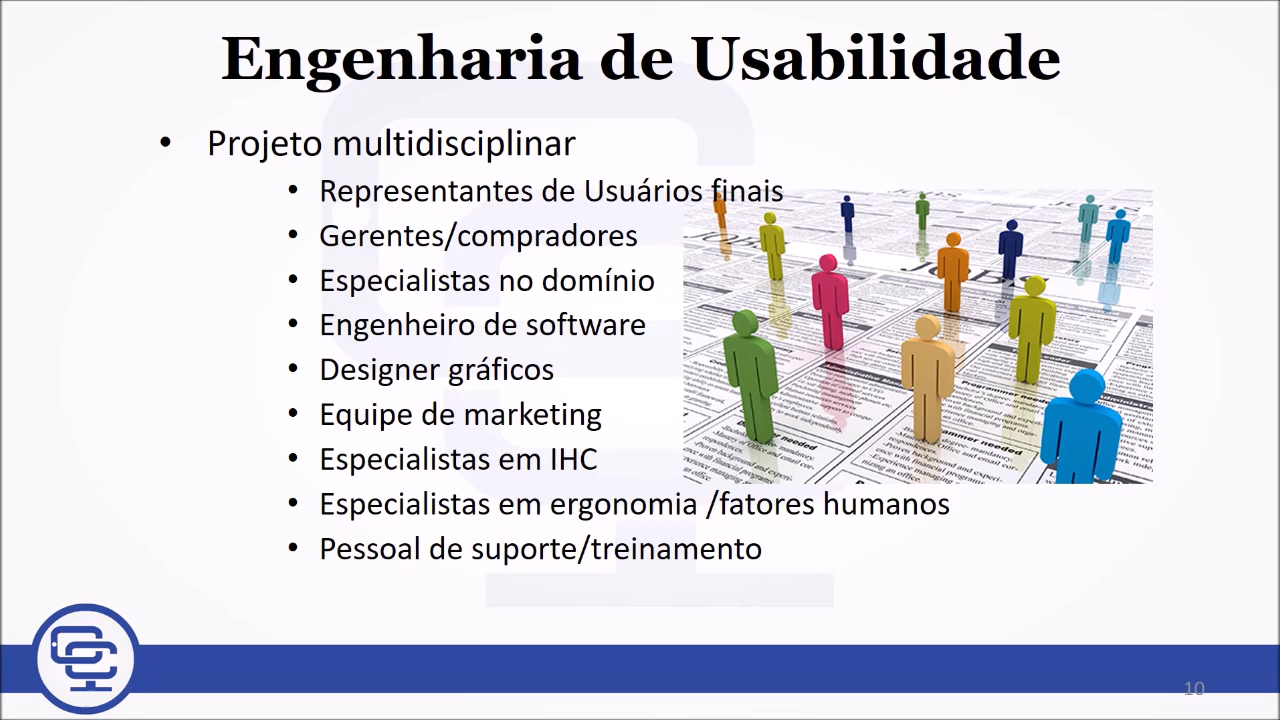 Engenharia de Usabilidade
• Projeto multidisciplinar
• Representantes de Usuários finais
• Gerentes/compradores
• Especialistas no domínio
• Engenheiro de software
• Designer gráficos
• Equipe de marketing
• Especialistas em IHC
• Especialistas em ergonomia /fatores humanos
• Pessoal de suporte/treinamento
10